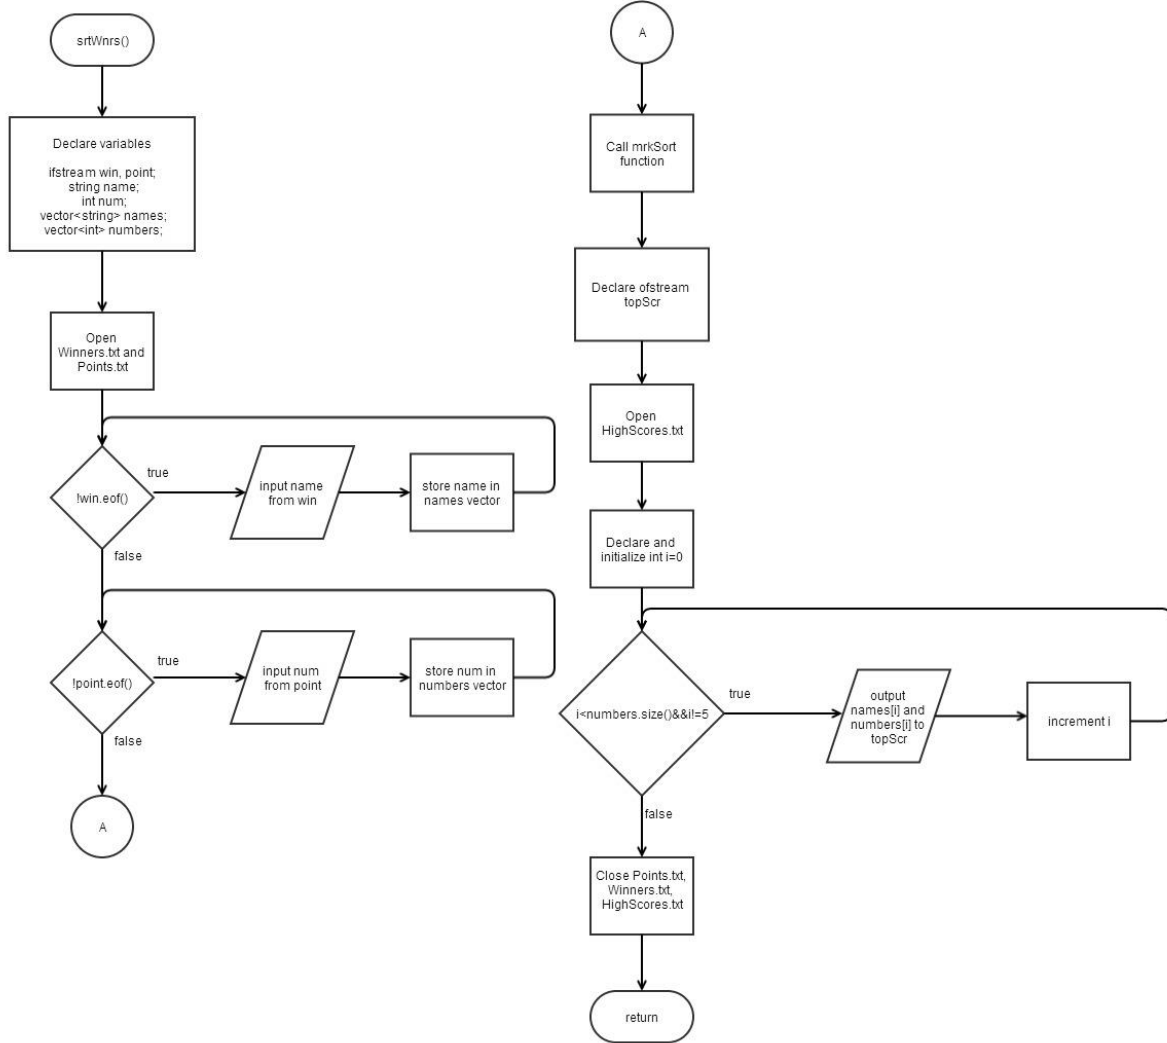 srtWnrs()
Declare variables
ifstream win, point;
string name;
int num;
vector<string> names;
vector<int> numbers;
Open
Winners.txt and
Points.txt
!win.eof()
true
input name
from win
store name in
names vector
false
!point.eof()
true
input num
from point
store num in
numbers vector
false
A
A
Call mrkSort
function
Declare ofstream
topScr
Open
HighScores.txt
Declare and
initialize int i=0
i<numbers.size()&&i!=5
true
output
names[i] and
numbers[i] to
topScr
increment i
false
Close Points.txt,
Winners.txt,
HighScores.txt
return